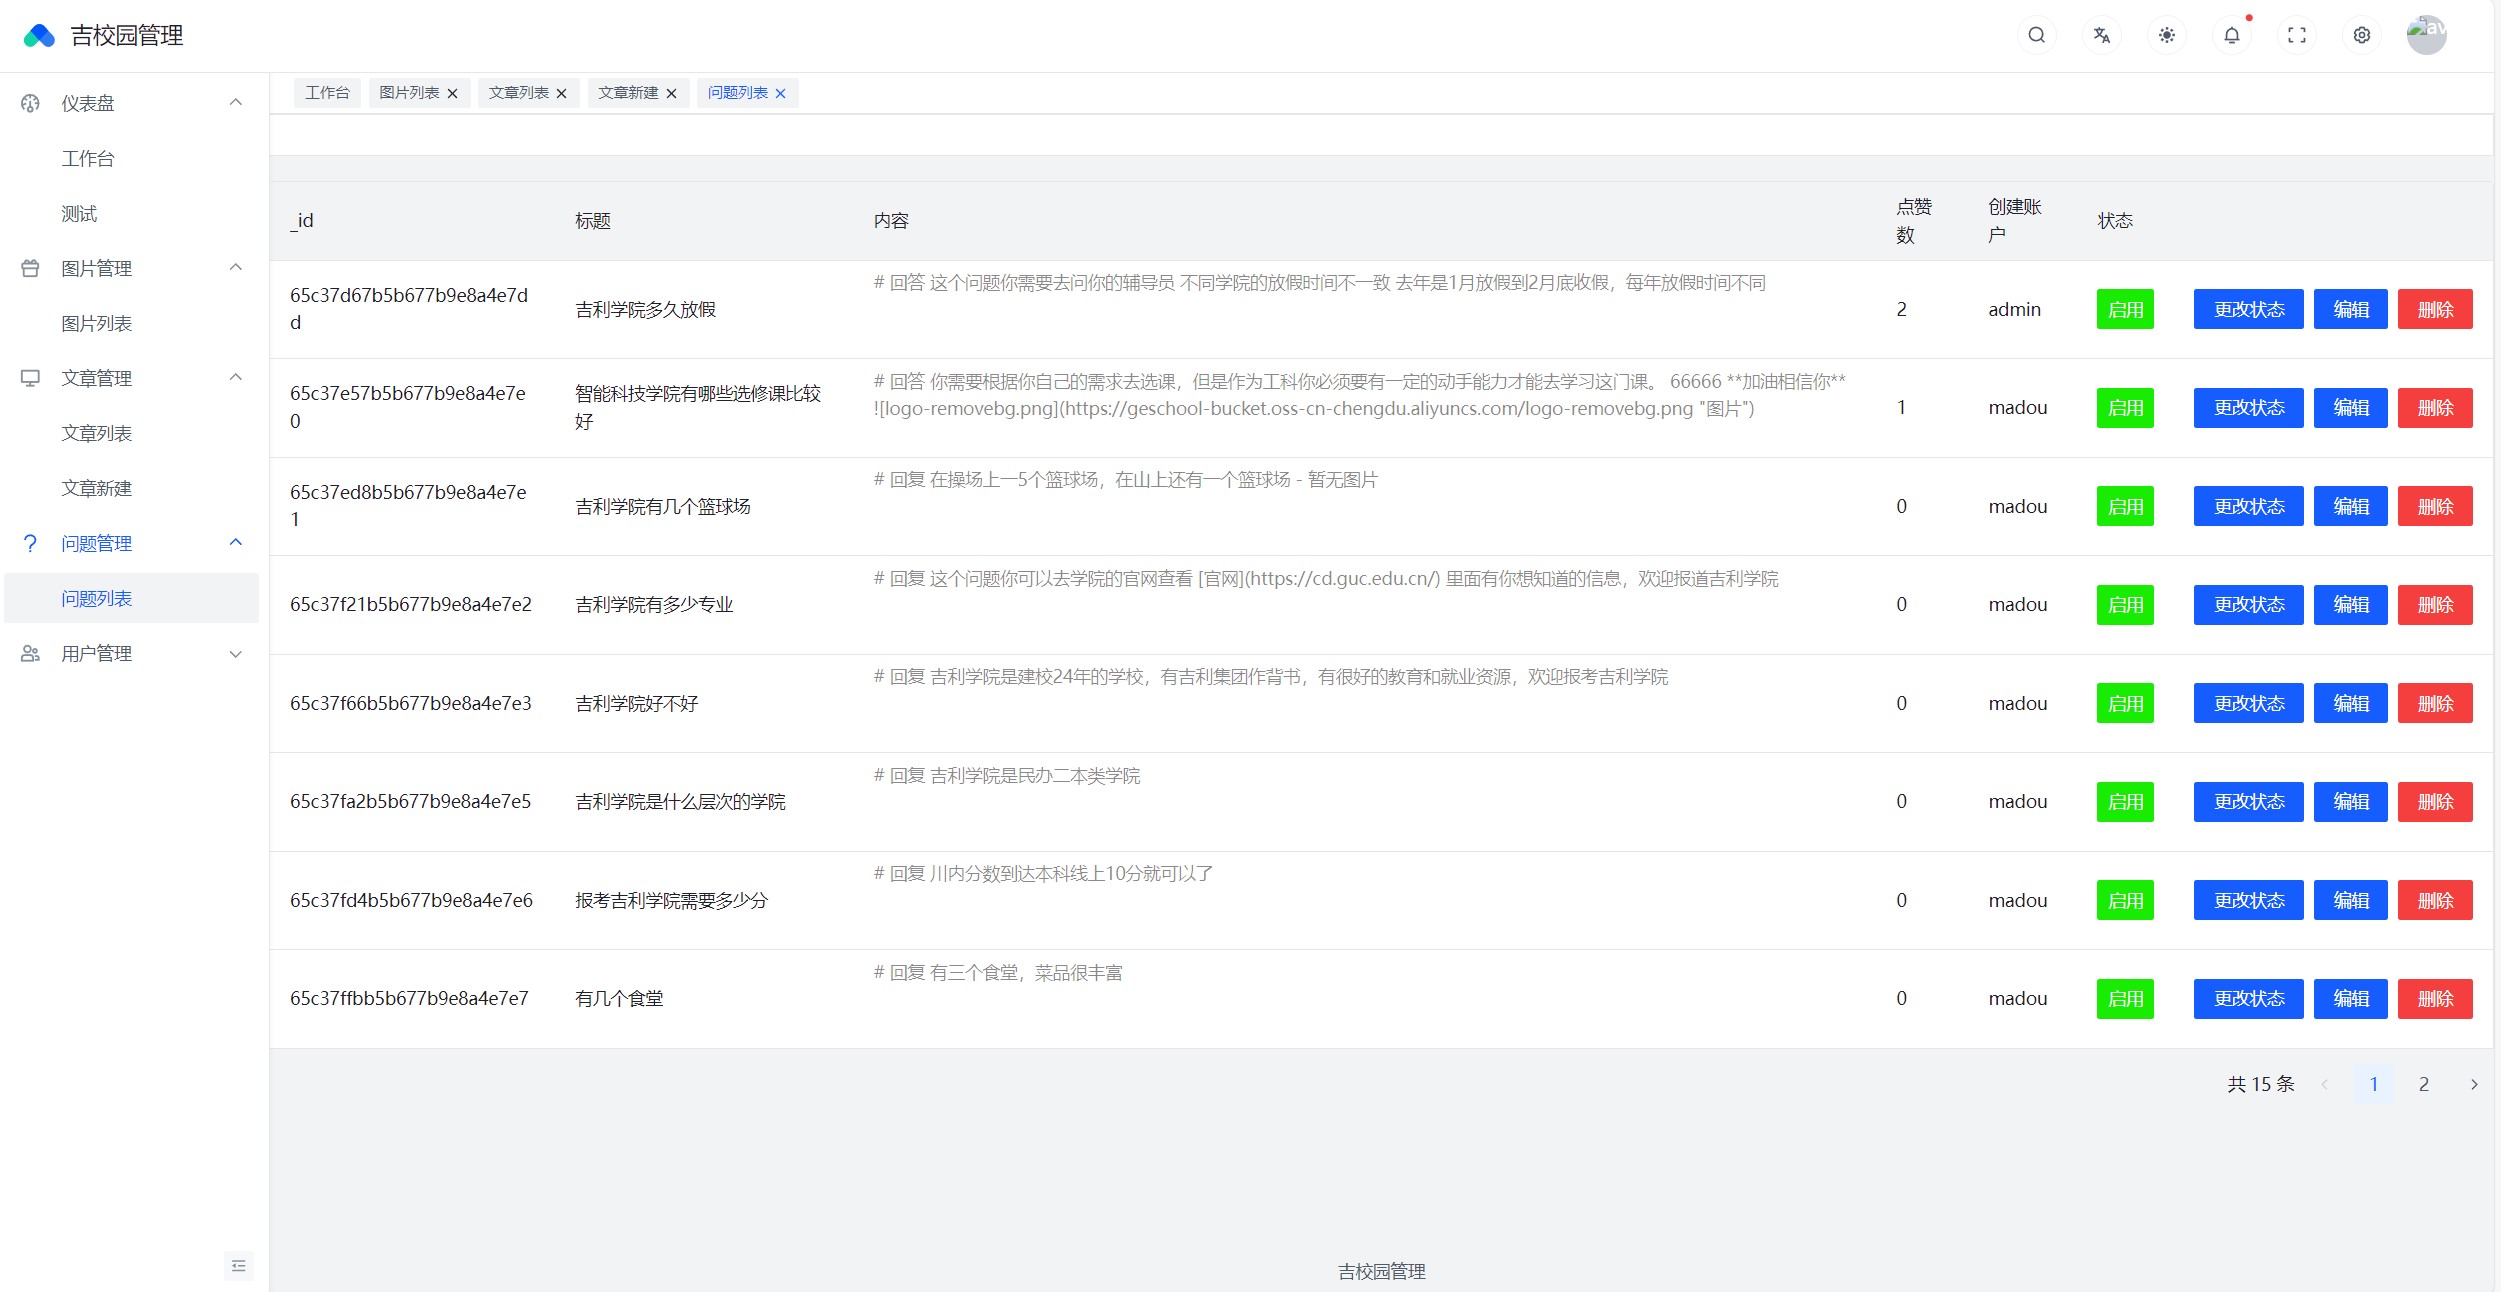 吉校园管理
仪表盘
工作台
测试
图片管理
图片列表
文章管理
文章列表
文章新建
问题管理
问题列表
用户管理
工作台 图片列表 文章列表 文章新建 问题列表
_id 标题 内容 点赞数 创建账户 状态
65c37d67b5b677b9e8a4e7d
d
吉利学院多久放假
# 回答 这个问题你需要去问你的辅导员 不同学院的放假时间不一致 去年是1月放假到2月底收假，每年放假时间不同
2 admin 启用 更改状态 编辑 删除
65c37e57b5b677b9e8a4e7e
0
智能科技学院有哪些选修课比较
好
# 回答 你需要根据你自己的需求去选课，但是作为工科你必须要有一定的动手能力才能去学习这门课。 66666 **加油相信你**
![logo-removebg.png](https://geschool-bucket.oss-cn-chengdu.aliyuncs.com/logo-removebg.png "图片")
1 madou 启用 更改状态 编辑 删除
65c37ed8b5b677b9e8a4e7e
1
吉利学院有几个篮球场
# 回复 在操场上一5个篮球场，在山上还有一个篮球场 - 暂无图片
0 madou 启用 更改状态 编辑 删除
65c37f21b5b677b9e8a4e7e2
吉利学院有多少专业
# 回复 这个问题你可以去学院的官网查看 [官网](https://cd.guc.edu.cn/) 里面有你想知道的信息，欢迎报道吉利学院
0 madou 启用 更改状态 编辑 删除
65c37f66b5b677b9e8a4e7e3
吉利学院好不好
# 回复 吉利学院是建校24年的学校，有吉利集团作背书，有很好的教育和就业资源，欢迎报考吉利学院
0 madou 启用 更改状态 编辑 删除
65c37fa2b5b677b9e8a4e7e5
吉利学院是什么层次的学院
# 回复 吉利学院是民办二本类学院
0 madou 启用 更改状态 编辑 删除
65c37fd4b5b677b9e8a4e7e6
报考吉利学院需要多少分
# 回复 川内分数到达本科线上10分就可以了
0 madou 启用 更改状态 编辑 删除
65c37ffbb5b677b9e8a4e7e7
有几个食堂
# 回复 有三个食堂，菜品很丰富
0 madou 启用 更改状态 编辑 删除
共 15 条 1 2
吉校园管理